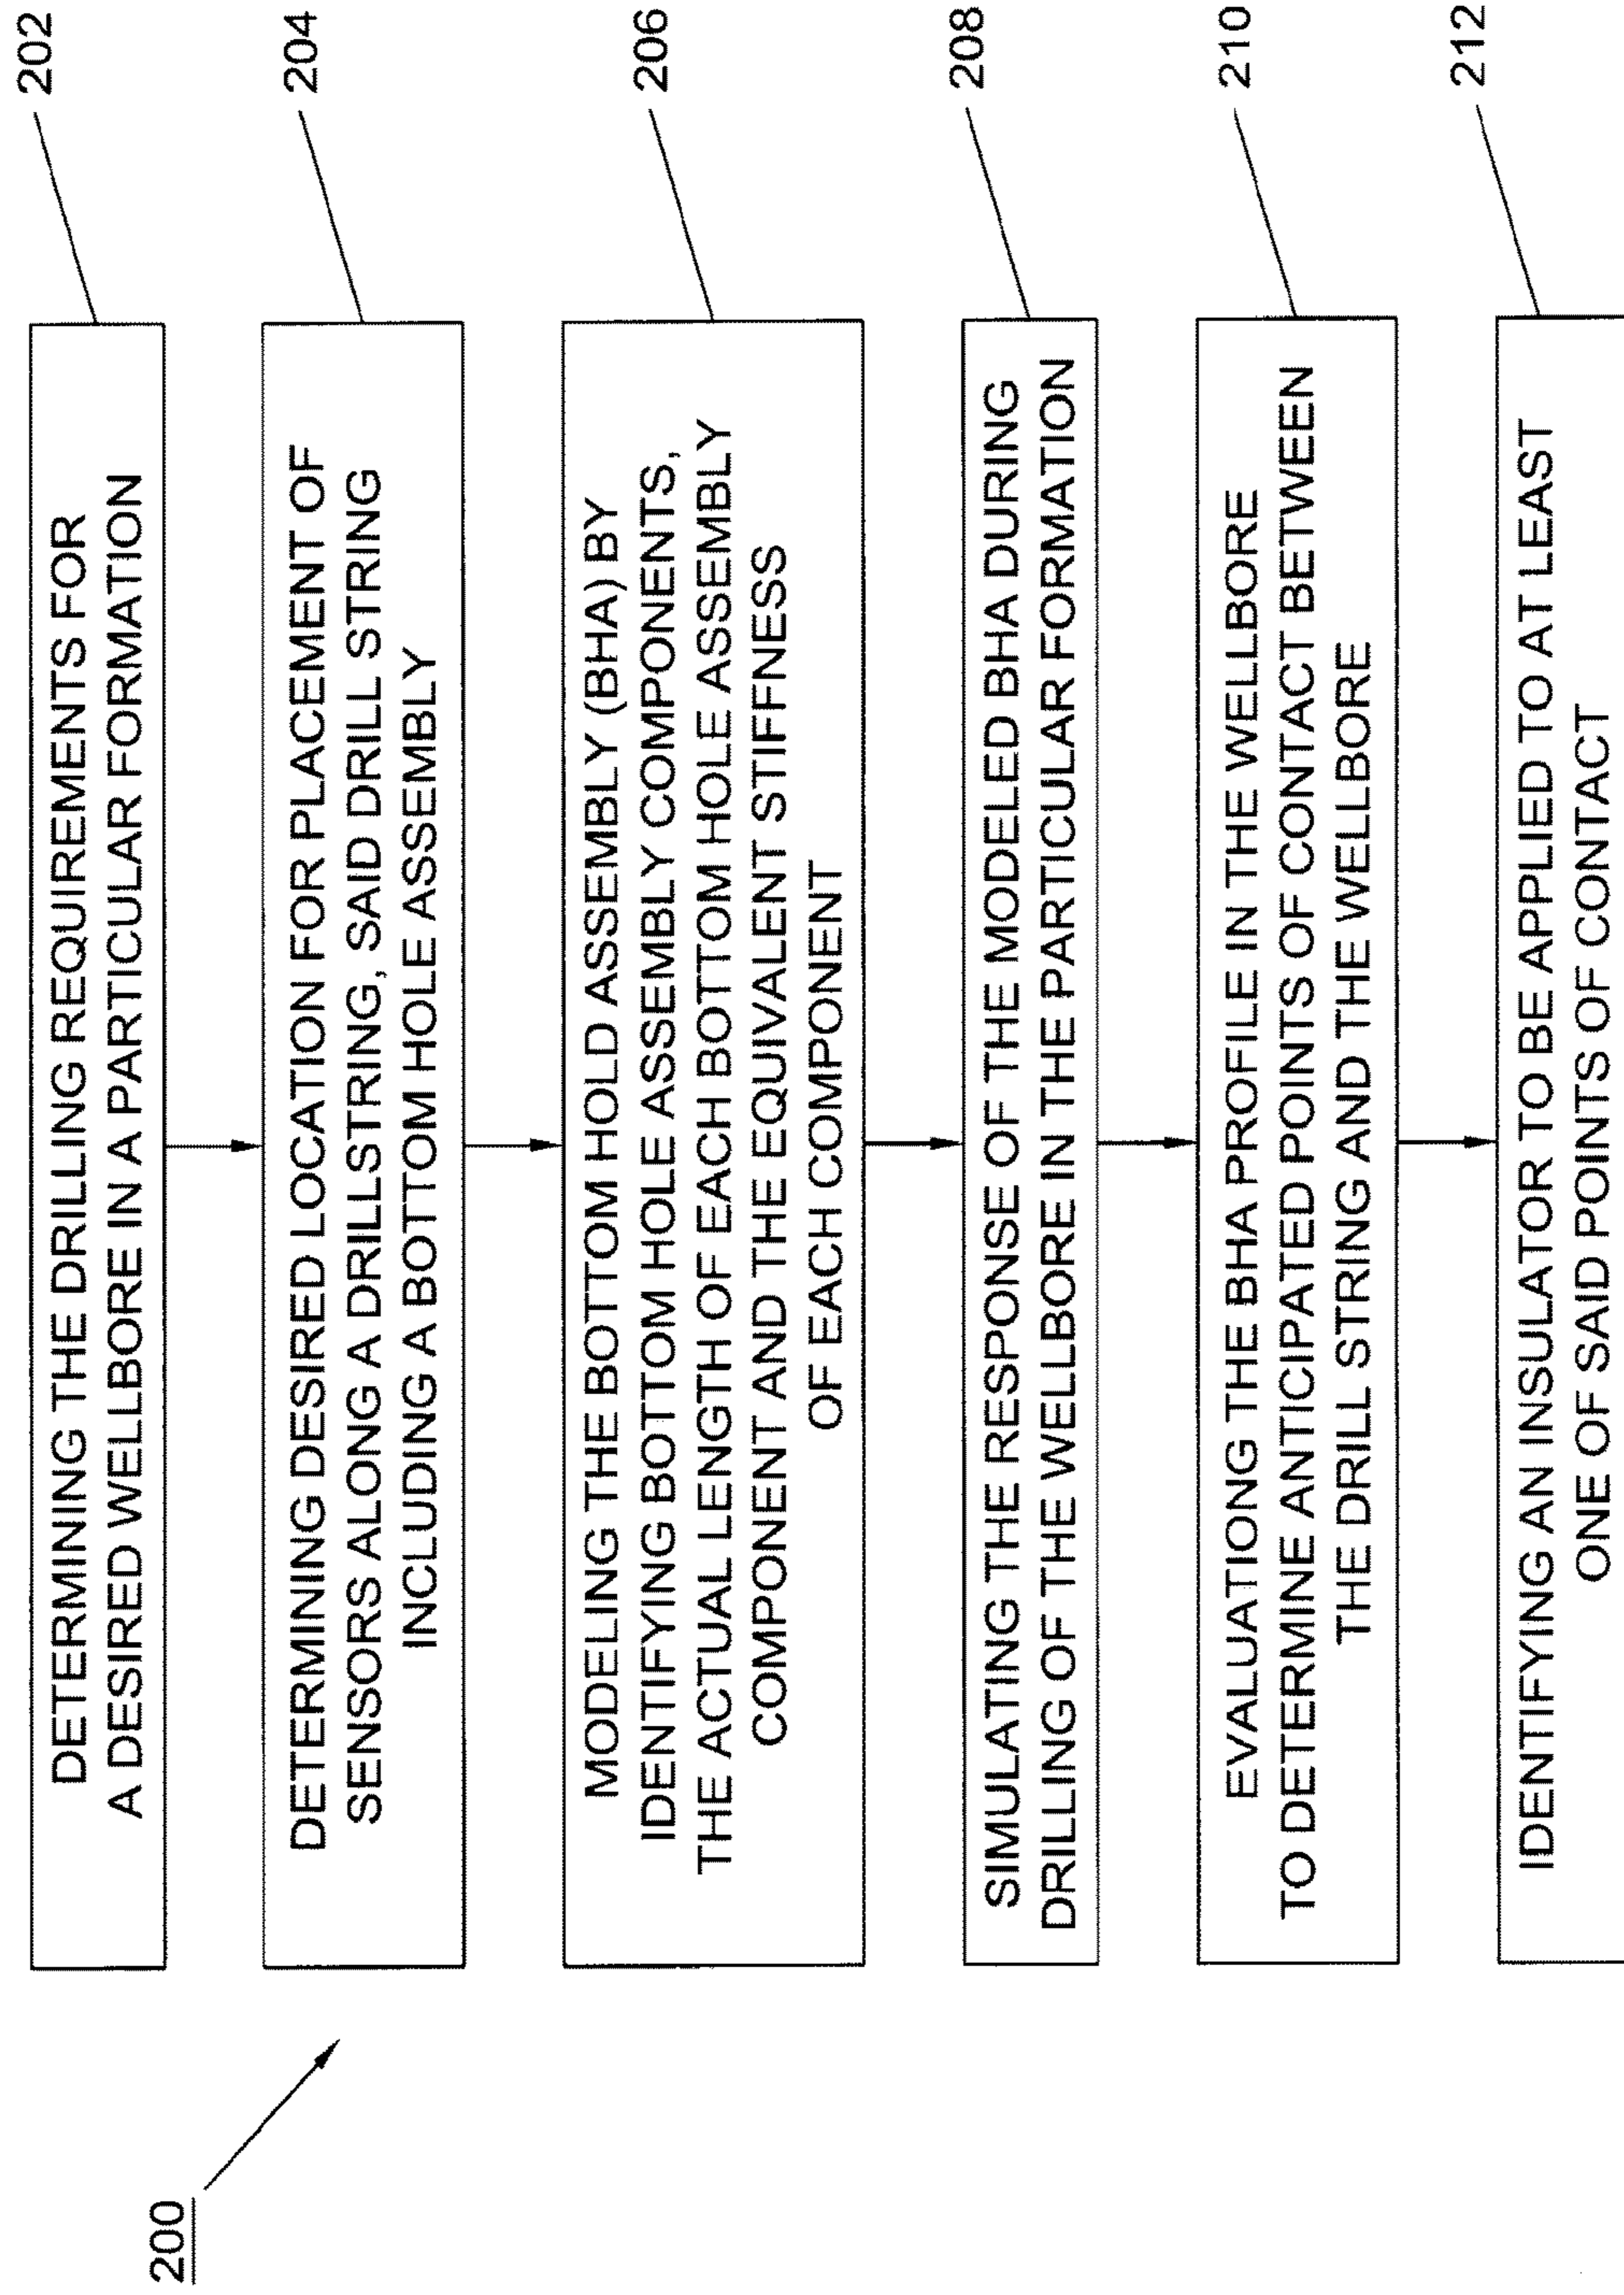 200
DETERMINING THE DRILLING REQUIREMENTS FOR
A DESIRED WELLBORE IN A PARTICULAR FORMATION
202
DETERMINING DESIRED LOCATION FOR PLACEMENT OF
SENSORS ALONG A DRILLSTRING, SAID DRILL STRING
INCLUDING A BOTTOM HOLE ASSEMBLY
204
MODELING THE BOTTOM HOLD ASSEMBLY (BHA) BY
IDENTIFYING BOTTOM HOLE ASSEMBLY COMPONENTS,
THE ACTUAL LENGTH OF EACH BOTTOM HOLE ASSEMBLY
COMPONENT AND THE EQUIVALENT STIFFNESS
OF EACH COMPONENT
206
SIMULATING THE RESPONSE OF THE MODELED BHA DURING
DRILLING OF THE WELLBORE IN THE PARTICULAR FORMATION
208
EVALUATIONG THE BHA PROFILE IN THE WELLBORE
TO DETERMINE ANTICIPATED POINTS OF CONTACT BETWEEN
THE DRILL STRING AND THE WELLBORE
210
IDENTIFYING AN INSULATOR TO BE APPLIED TO AT LEAST
ONE OF SAID POINTS OF CONTACT
212